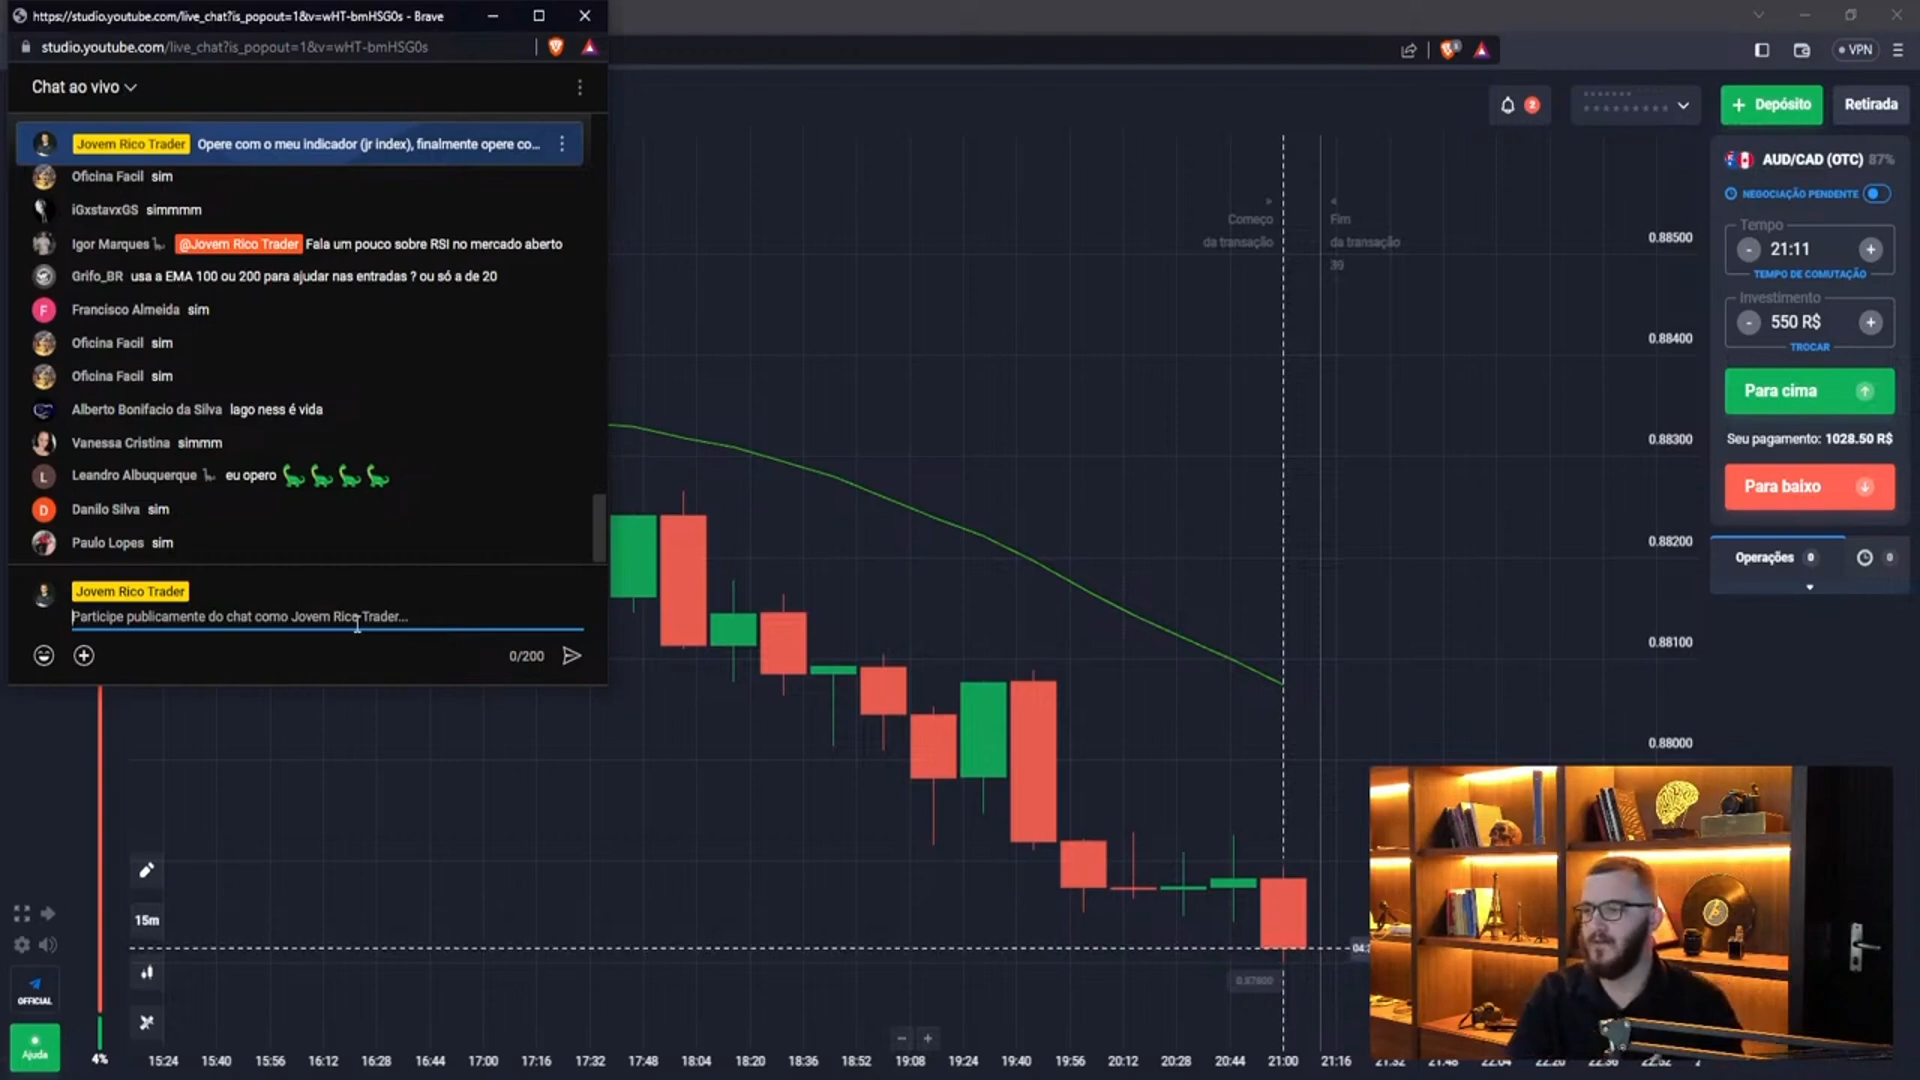 https://studio.youtube.com/live_chat?is_popout=1&v=wHT-bmHSG0s - Brave
studio.youtube.com/live_chat?is_popout=1&v=wHT-bmHSG0s
VPN
Chat ao vivo
2
Depósito
Retirada
Jovem Rico Trader Opere com o meu indicador (jr index), finalmente opere co...
Oficina Facil sim
iGxstavxGS simmmm
Igor Marques @Jovem Rico Trader Fala um pouco sobre RSI no mercado aberto
Grifo_BR usa a EMA 100 ou 200 para ajudar nas entradas ? ou só a de 20
Francisco Almeida sim
Oficina Facil sim
Oficina Facil sim
Alberto Bonifacio da Silva lago ness é vida
Vanessa Cristina simmm
Leandro Albuquerque eu opero
Danilo Silva sim
Paulo Lopes sim
Jovem Rico Trader
Participe publicamente do chat como Jovem Rico Trader...
0/200
Começo
da transação
Fim
da transação
30
0.88500
0.88400
0.88300
0.88200
0.88100
0.88000
AUD/CAD (OTC) 87%
NEGOCIAÇÃO PENDENTE
Tempo
- 21:11 +
TEMPO DE COMUTAÇÃO
Investimento
- 550 R$ +
TROCAR
Para cima
Seu pagamento: 1028.50 R$
Para baixo
Operações 0 0
15m
0.87800
OFFICIAL
Ajuda
4%
15:24 15:40 15:56 16:12 16:28 16:44 17:00 17:16 17:32 17:48 18:04 18:20 18:36 18:52 19:08 19:24 19:40 19:56 20:12 20:28 20:44 21:00 21:16